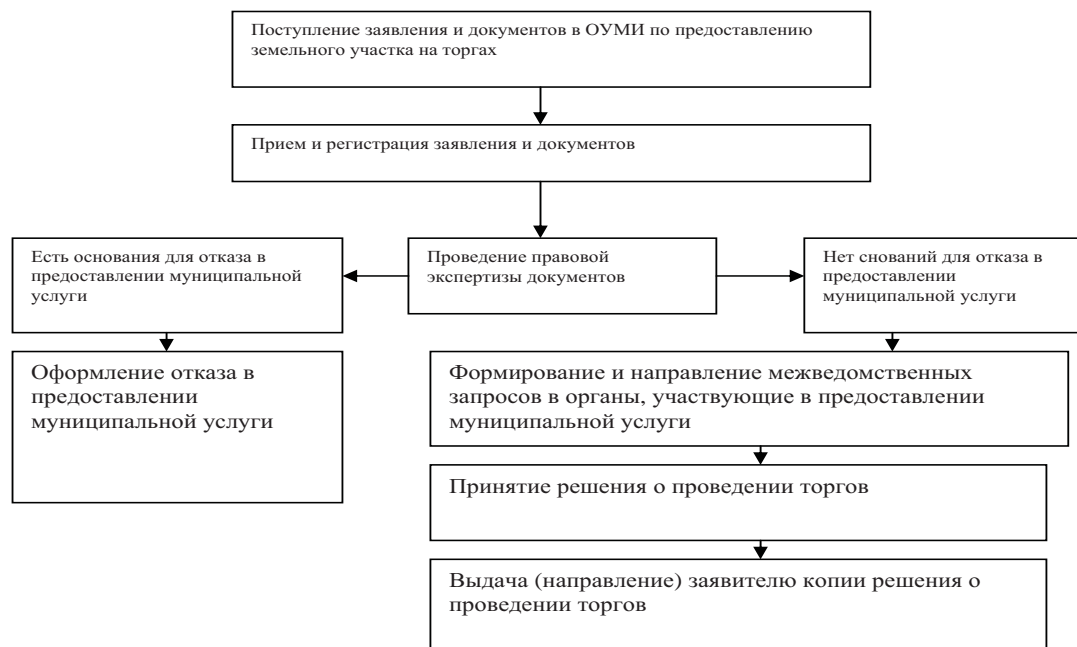 Поступление заявления и документов в ОУМИ по предоставлению
земельного участка на торгах
Прием и регистрация заявления и документов
Есть основания для отказа в
предоставлении муниципальной
услуги
Проведение правовой
экспертизы документов
Нет снований для отказа в
предоставлении
муниципальной услуги
Оформление отказа в
предоставлении
муниципальной услуги
Формирование и направление межведомственных
запросов в органы, участвующие в предоставлении
муниципальной услуги
Принятие решения о проведении торгов
Выдача (направление) заявителю копии решения о
проведении торгов